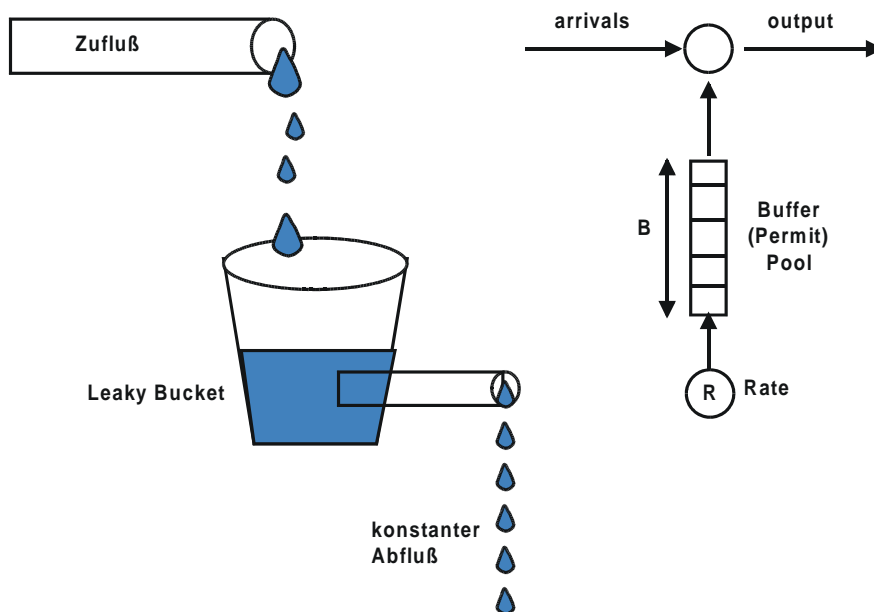 Zufluß
arrivals
output
B
Buffer
(Permit)
Pool
Leaky Bucket
R
Rate
konstanter
Abfluß